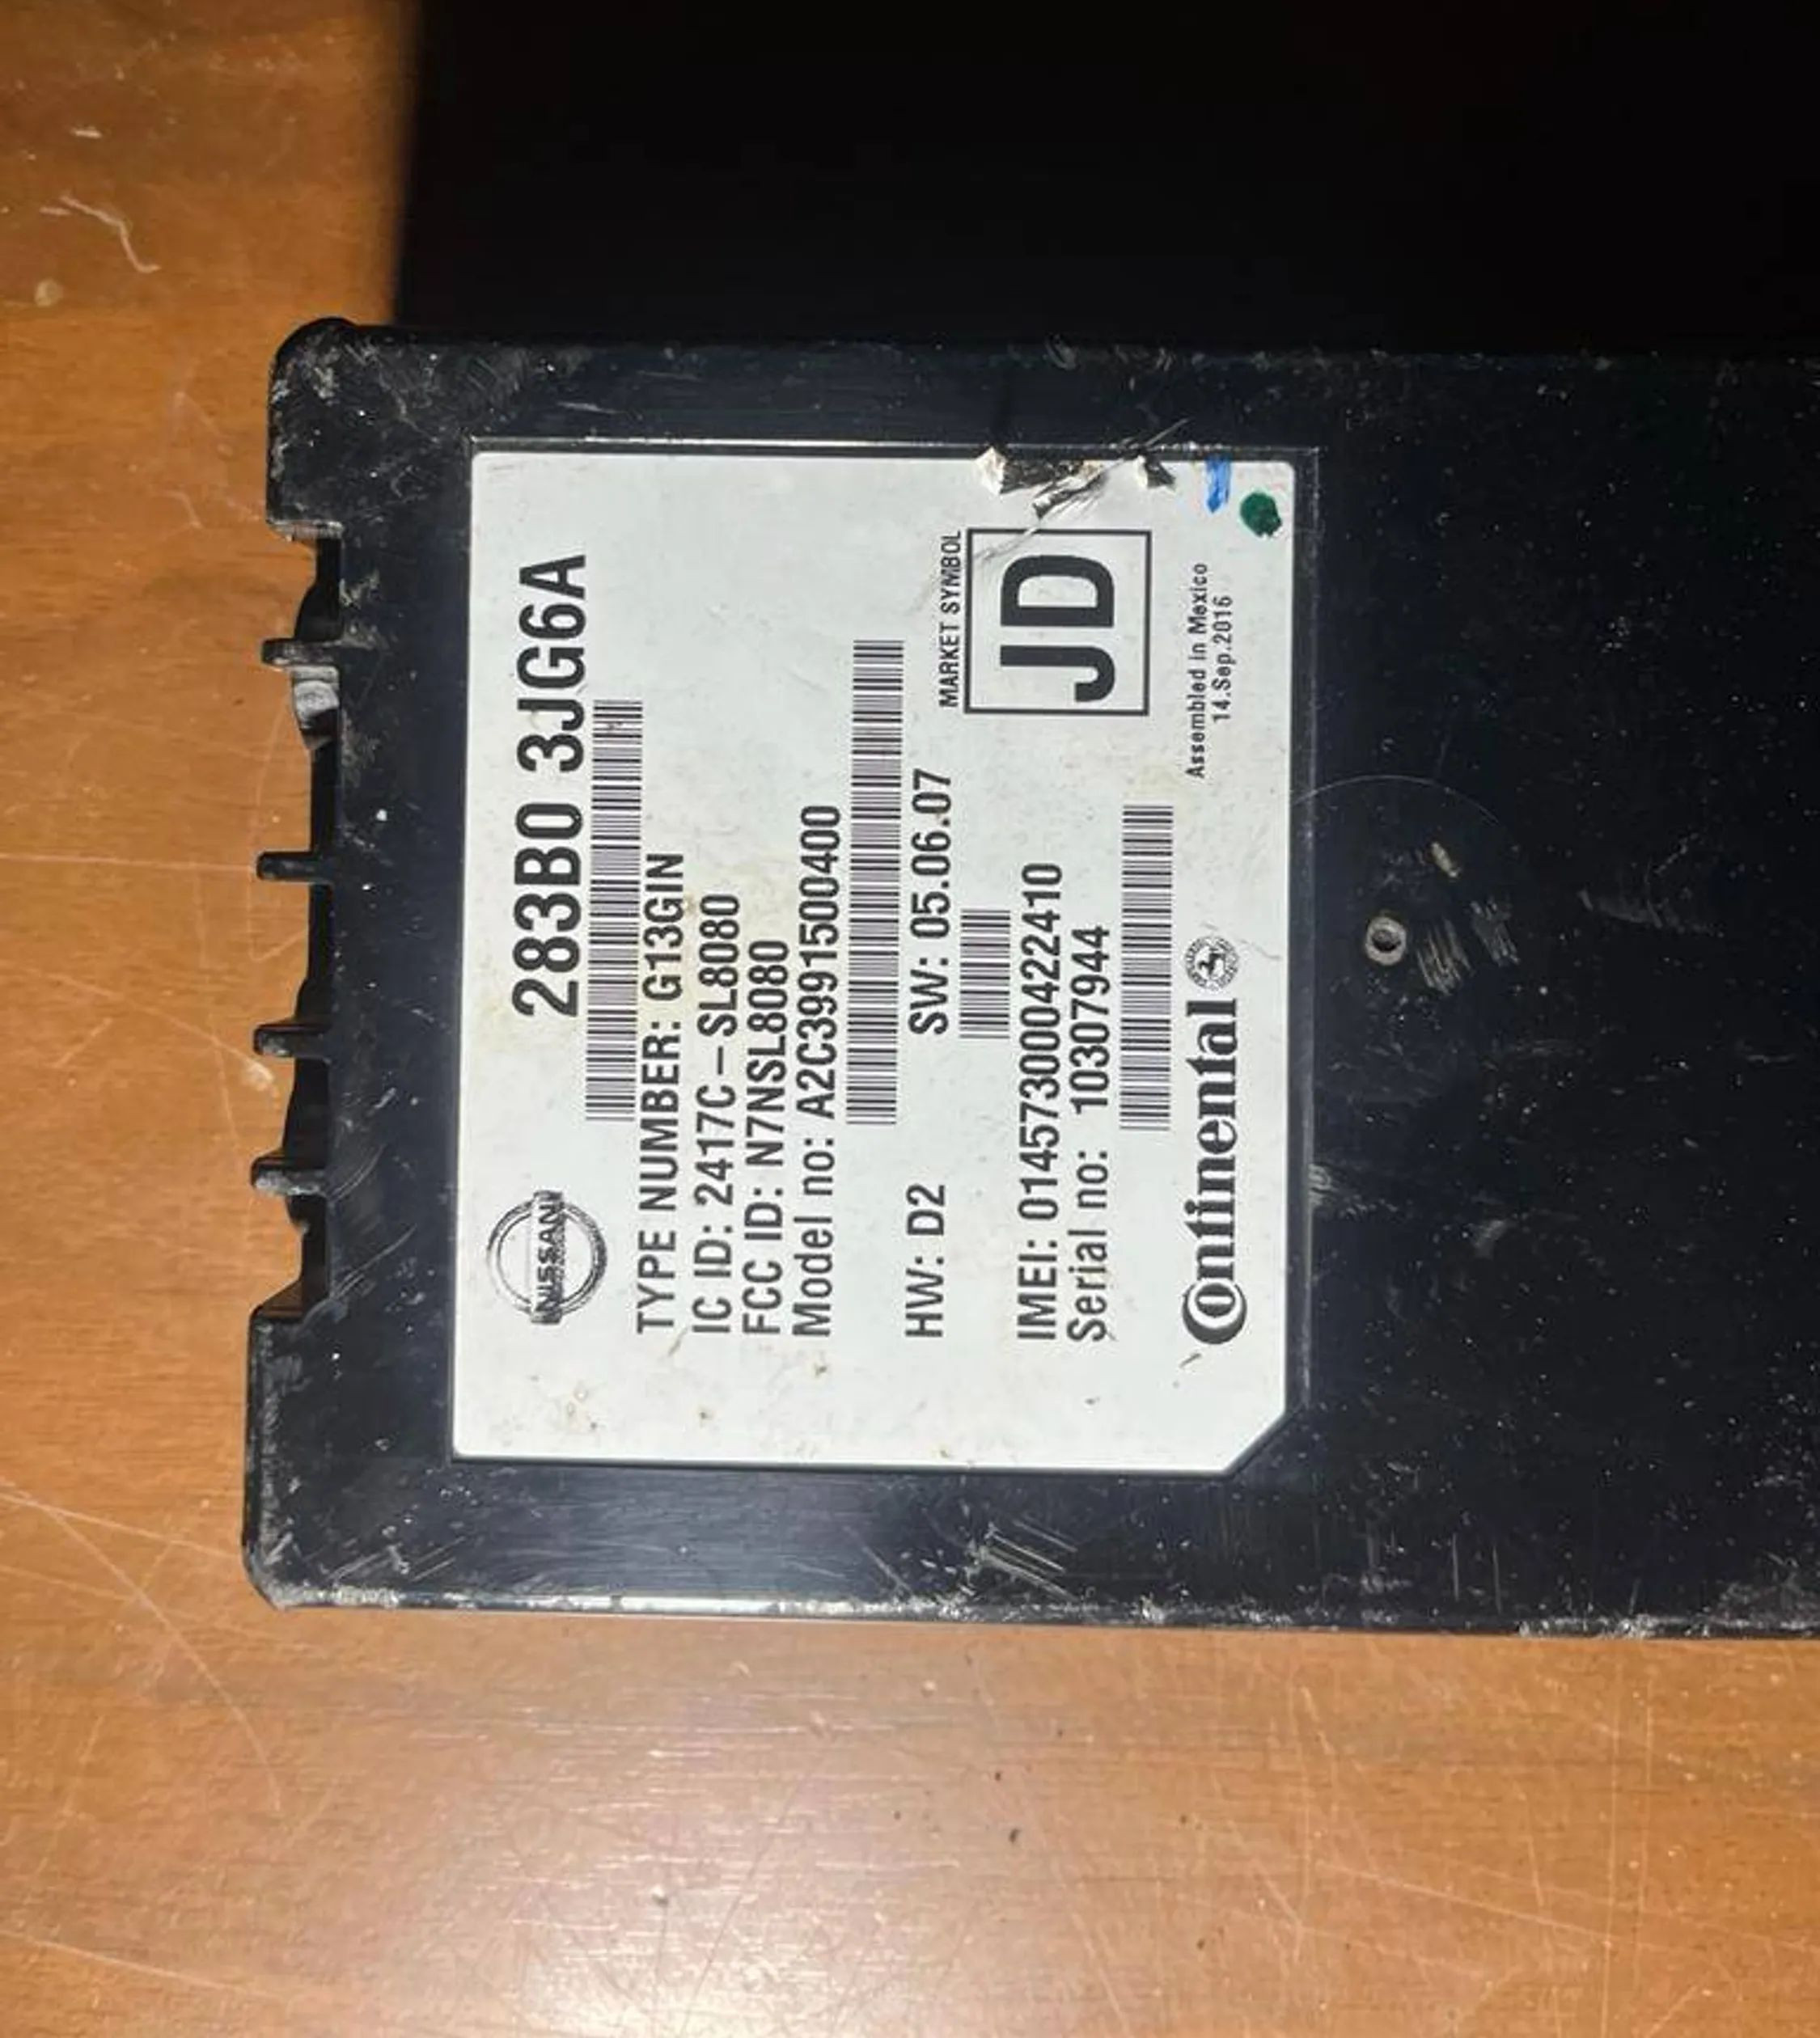 283B0 3JG6A
NISSAN
TYPE NUMBER: G13GIN
IC ID: 2417C-SL8080
FCC ID: N7NSL8080
Model no: A2C3991500400
HW: D2 SW: 05.06.07
MARKET SYMBOL
JD
IMEI: 014573000422410
Serial no: 10307944
Continental
Assembled in Mexico
14.Sep.2016